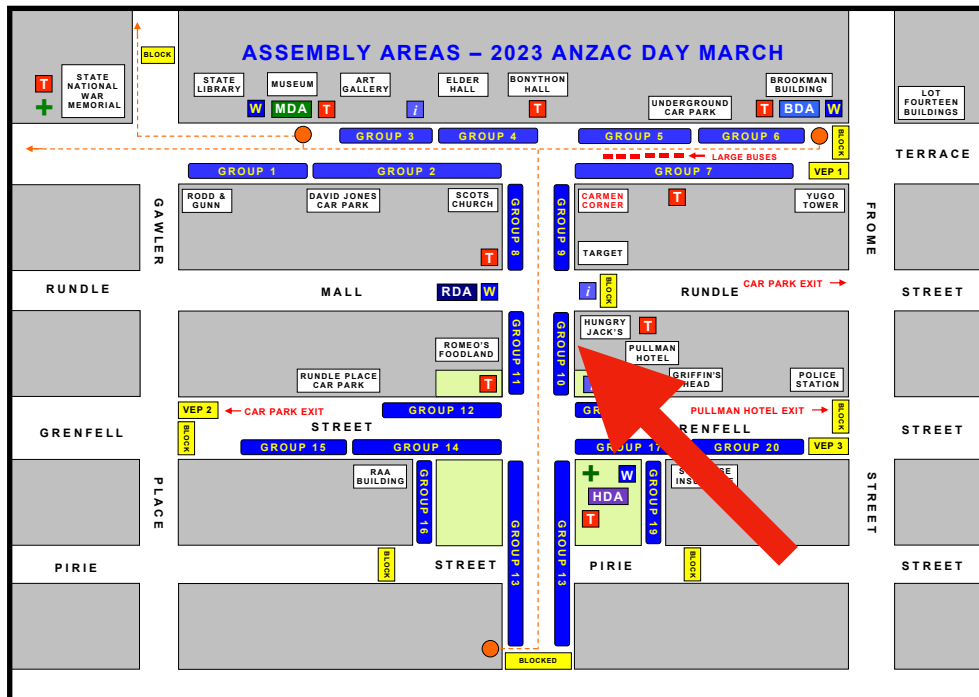 ASSEMBLY AREAS – 2023 ANZAC DAY MARCH
BLOCK
T
STATE
NATIONAL
WAR
MEMORIAL
STATE
LIBRARY
MUSEUM
ART
GALLERY
ELDER
HALL
BONYTHON
HALL
BROOKMAN
BUILDING
UNDERGROUND
CAR PARK
LOT
FOURTEEN
BUILDINGS
W
MDA
T
i
T
T
BDA
W
GROUP 3
GROUP 4
GROUP 5
GROUP 6
BLOCK
LARGE BUSES
TERRACE
GROUP 1
GROUP 2
GROUP 7
VEP 1
RODD &
GUNN
DAVID JONES
CAR PARK
SCOTS
CHURCH
GROUP 8
GROUP 9
CARMEN
CORNER
T
YUGO
TOWER
GAWLER
FROME
T
TARGET
RUNDLE
MALL
RDA
W
i
BLOCK
RUNDLE
CAR PARK EXIT
STREET
GROUP 11
GROUP 10
HUNGRY
JACK'S
T
ROMEO'S
FOODLAND
PULLMAN
HOTEL
RUNDLE PLACE
CAR PARK
T
GRIFFIN'S
HEAD
POLICE
STATION
VEP 2
CAR PARK EXIT
GROUP 12
PULLMAN HOTEL EXIT
BLOCK
GRENFELL
STREET
STREET
BLOCK
GROUP 15
GROUP 14
GROUP 17
GROUP 20
VEP 3
PLACE
STREET
RAA
BUILDING
GROUP 16
GROUP 13
GROUP 13
W
HDA
T
GROUP 19
BLOCK
BLOCK
PIRIE
STREET
PIRIE
STREET
BLOCKED